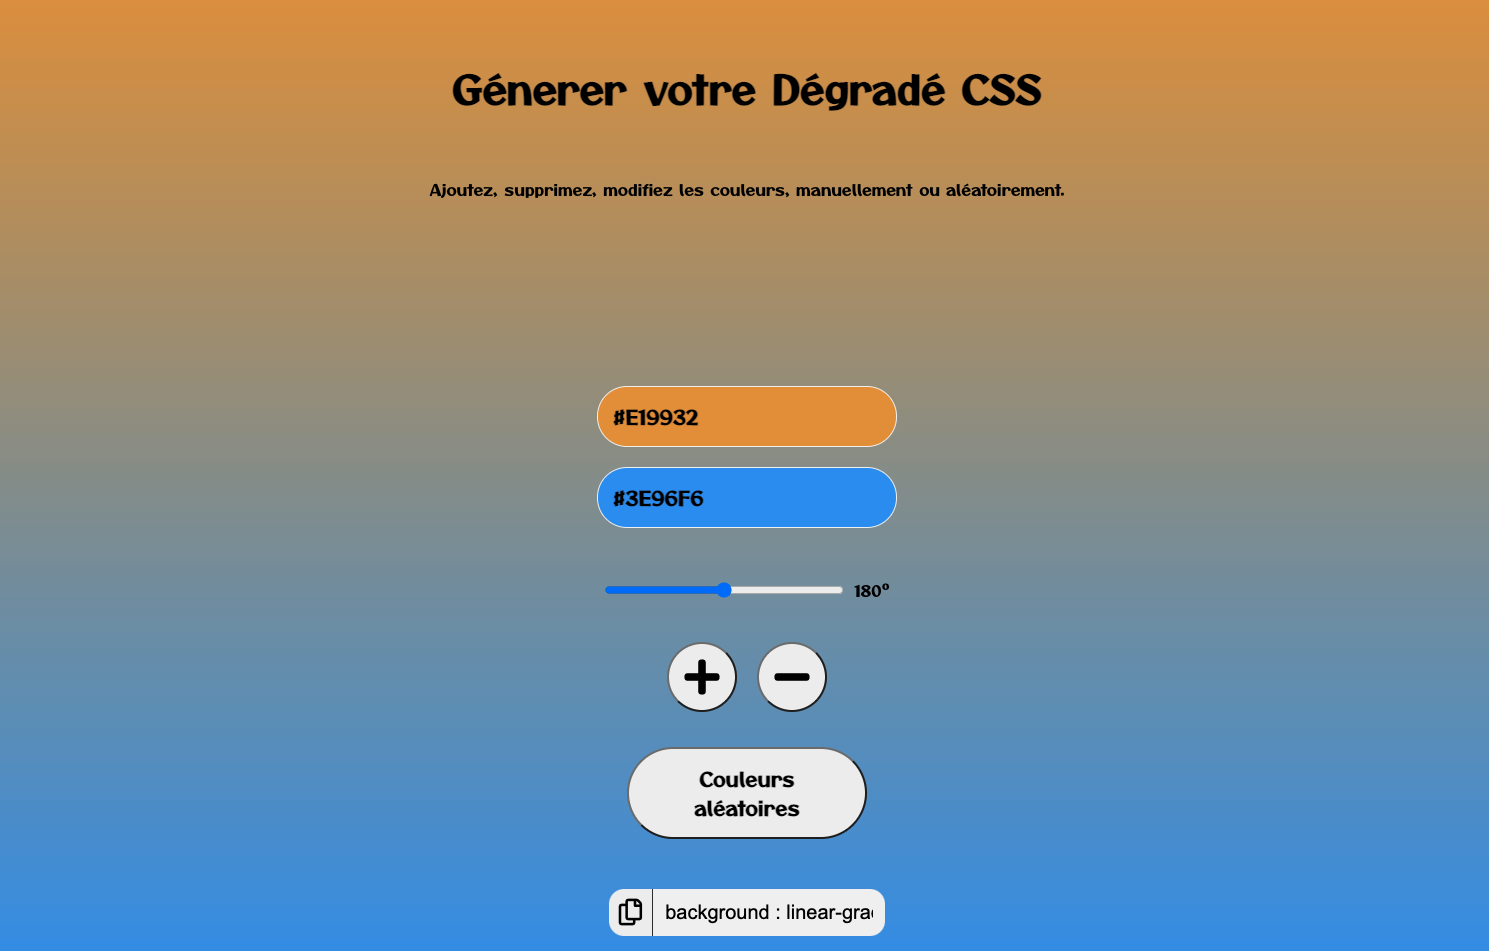 Génerer votre Dégradé CSS
Ajoutez, supprimez, modifiez les couleurs, manuellement ou aléatoirement.
#E19932
#3E96F6
180°
Couleurs
aléatoires
background : linear-gra